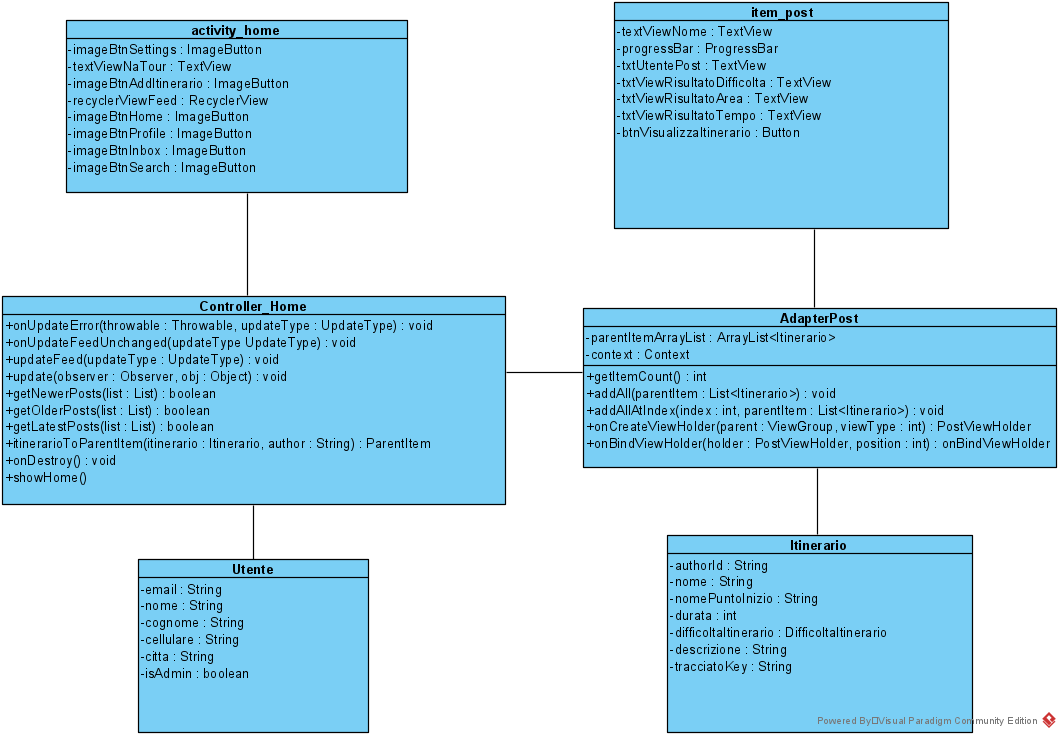 activity_home
-imageBtnSettings : ImageButton
-textViewNaTour : TextView
-imageBtnAddItinerario : ImageButton
-recyclerViewFeed : RecyclerView
-imageBtnHome : ImageButton
-imageBtnProfile : ImageButton
-imageBtnInbox : ImageButton
-imageBtnSearch : ImageButton
item_post
-textViewNome : TextView
-progressBar : ProgressBar
-txtUtentePost : TextView
-txtViewRisultatoDifficolta : TextView
-txtViewRisultatoArea : TextView
-txtViewRisultatoTempo : TextView
-btnVisualizzaItinerario : Button
Controller_Home
+onUpdateError(throwable : Throwable, updateType : UpdateType) : void
+onUpdateFeedUnchanged(updateType UpdateType) : void
+updateFeed(updateType : UpdateType) : void
+update(observer : Observer, obj : Object) : void
+getNewerPosts(list : List) : boolean
+getOlderPosts(list : List) : boolean
+getLatestPosts(list : List) : boolean
+itinerarioToParentItem(itinerario : Itinerario, author : String) : ParentItem
+onDestroy() : void
+showHome()
AdapterPost
-parentItemArrayList : ArrayList<Itinerario>
-context : Context
+getItemCount() : int
+addAll(parentItem : List<Itinerario>) : void
+addAllAtIndex(index : int, parentItem : List<Itinerario>) : void
+onCreateViewHolder(parent : ViewGroup, viewType : int) : PostViewHolder
+onBindViewHolder(holder : PostViewHolder, position : int) : onBindViewHolder
Utente
-email : String
-nome : String
-cognome : String
-cellulare : String
-citta : String
-isAdmin : boolean
Itinerario
-authorId : String
-nome : String
-nomePuntoInizio : String
-durata : int
-difficoltaItinerario : DifficoltaItinerario
-descrizione : String
-tracciatoKey : String
Powered By Visual Paradigm Community Edition